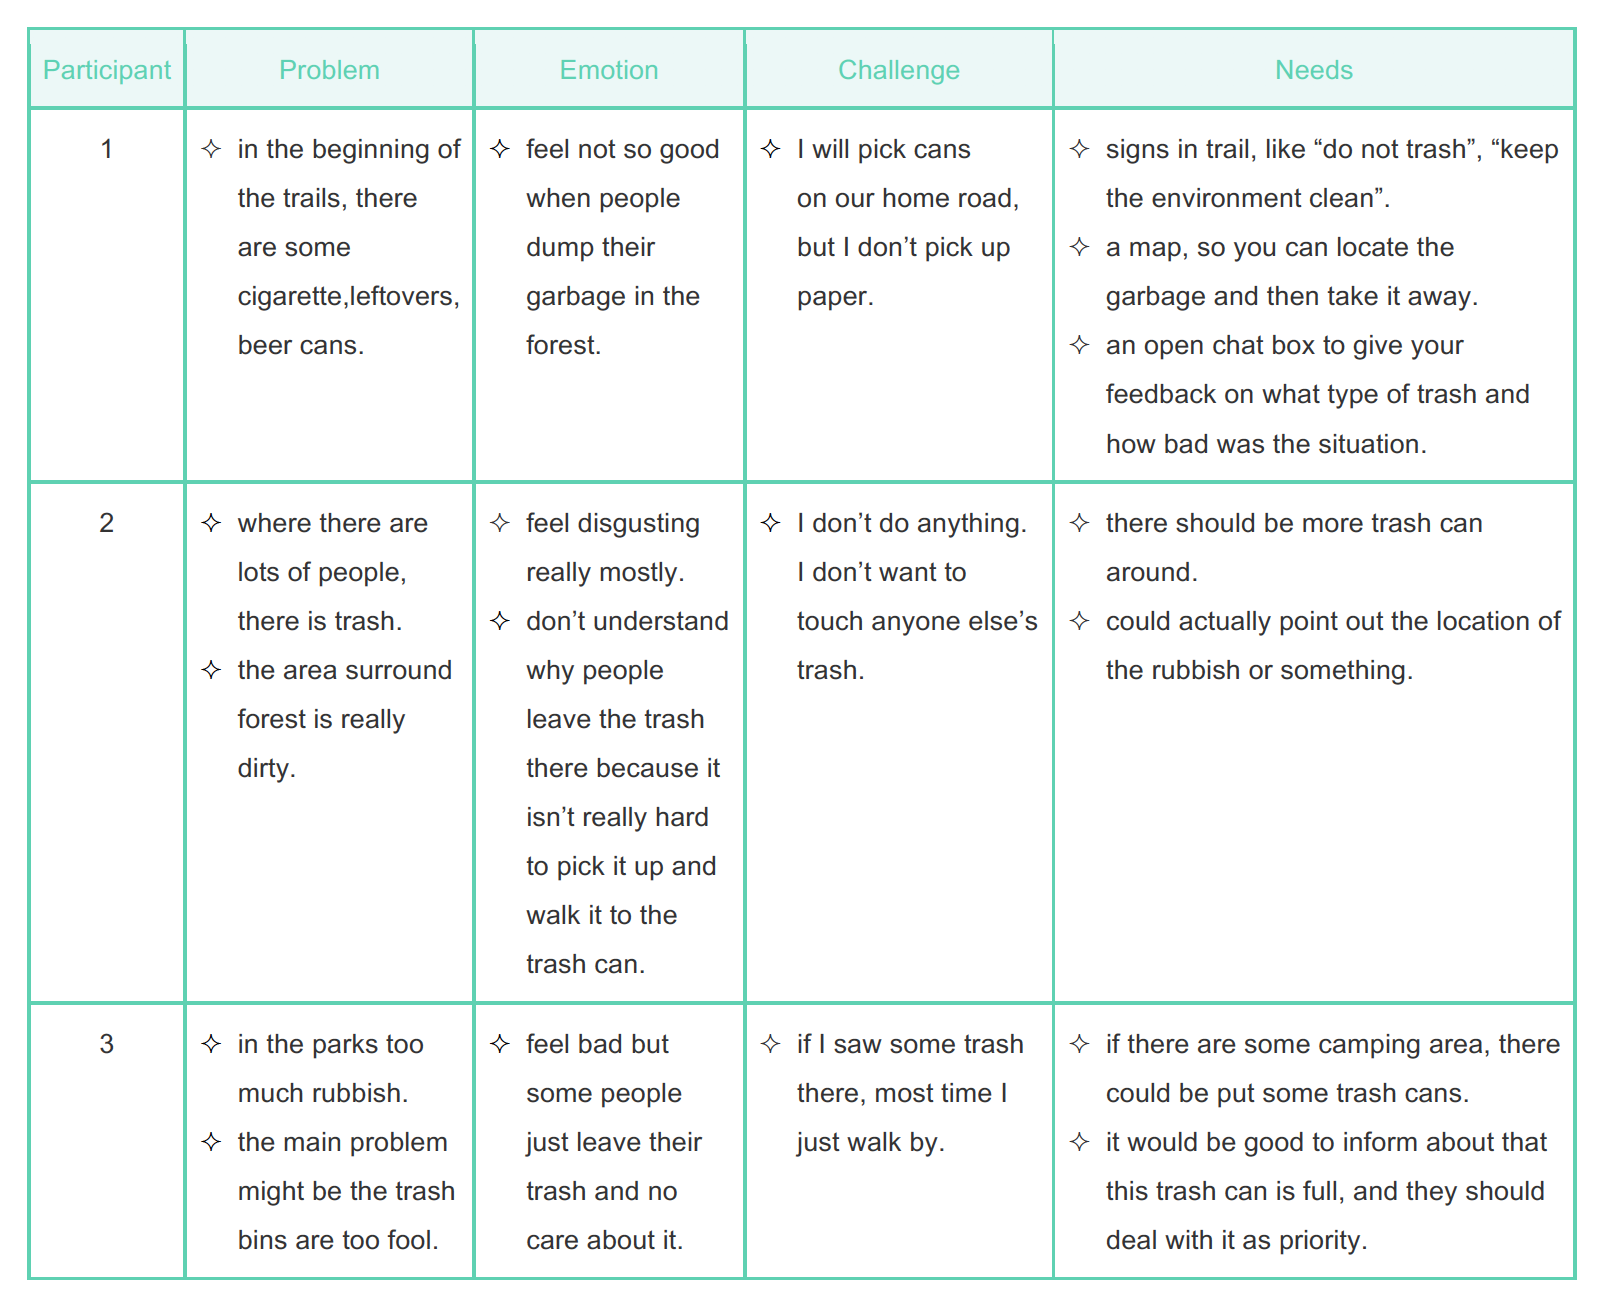 Participant
Problem
Emotion
Challenge
Needs
1
✧ in the beginning of
the trails, there
are some
cigarette,leftovers,
beer cans.
✧ feel not so good
when people
dump their
garbage in the
forest.
✧ I will pick cans
on our home road,
but I don’t pick up
paper.
✧ signs in trail, like “do not trash”, “keep
the environment clean”.
✧ a map, so you can locate the
garbage and then take it away.
✧ an open chat box to give your
feedback on what type of trash and
how bad was the situation.
2
✧ where there are
lots of people,
there is trash.
✧ the area surround
forest is really
dirty.
✧ feel disgusting
really mostly.
✧ don’t understand
why people
leave the trash
there because it
isn’t really hard
to pick it up and
walk it to the
trash can.
✧ I don’t do anything.
I don’t want to
touch anyone else’s
trash.
✧ there should be more trash can
around.
✧ could actually point out the location of
the rubbish or something.
3
✧ in the parks too
much rubbish.
✧ the main problem
might be the trash
bins are too fool.
✧ feel bad but
some people
just leave their
trash and no
care about it.
✧ if I saw some trash
there, most time I
just walk by.
✧ if there are some camping area, there
could be put some trash cans.
✧ it would be good to inform about that
this trash can is full, and they should
deal with it as priority.